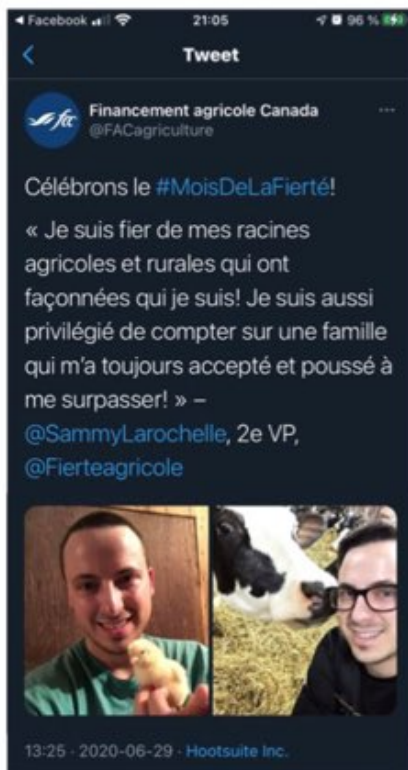 Facebook
21:05
96 %
Tweet
fcc
Financement agricole Canada
@FACagriculture
Célébrons le #MoisDeLaFierté!
« Je suis fier de mes racines
agricoles et rurales qui ont
façonnées qui je suis! Je suis aussi
privilégié de compter sur une famille
qui m'a toujours accepté et poussé à
me surpasser! » –
@SammyLarochelle, 2e VP,
@Fierteagricole
13:25 · 2020-06-29 · Hootsuite Inc.